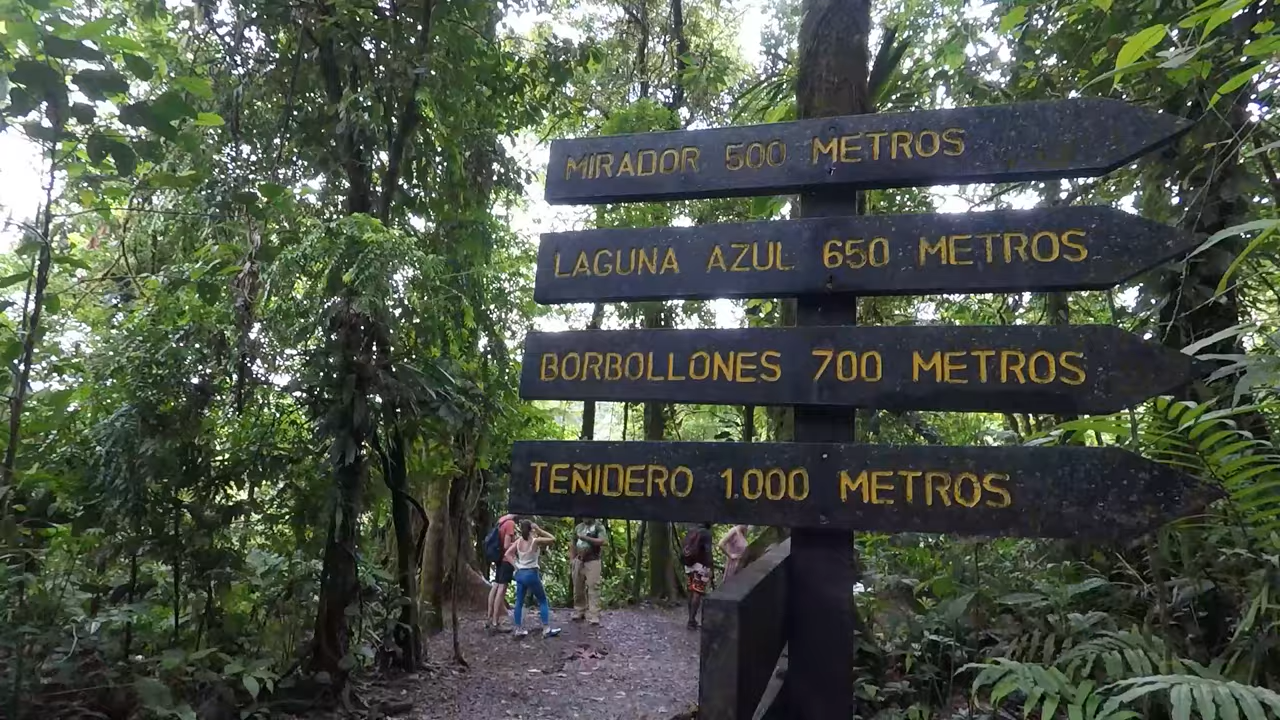 MIRADOR 500 METROS
LAGUNA AZUL 650 METROS
BORBOLLONES 700 METROS
TEÑIDERO 1.000 METROS